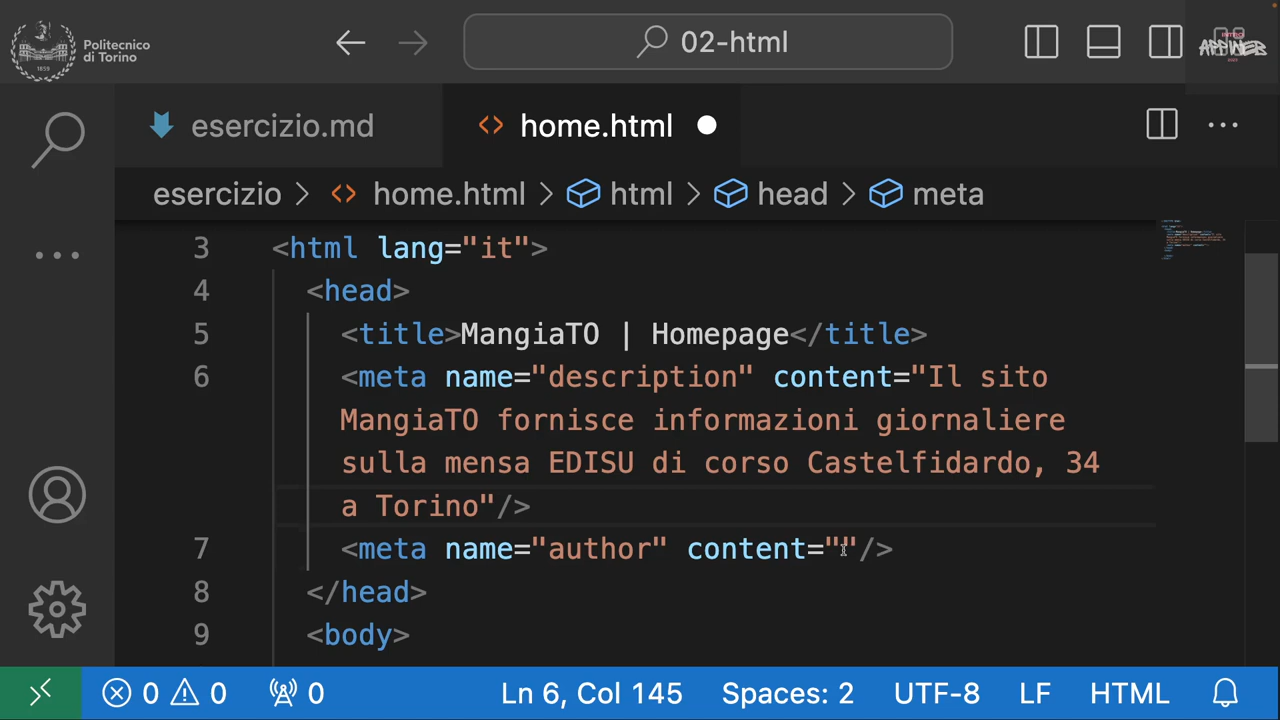 Politecnico
di Torino
1859
02-html
APPINER
esercizio.md
home.html
esercizio > home.html > html > head > meta
3 <html lang="it">
4 <head>
5 <title>MangiaTO | Homepage</title>
6 <meta name="description" content="Il sito
MangiaTO fornisce informazioni giornaliere
sulla mensa EDISU di corso Castelfidardo, 34
a Torino"/>
7 <meta name="author" content=""/>
8 </head>
9 <body>
0 0 0 Ln 6, Col 145 Spaces: 2 UTF-8 LF HTML